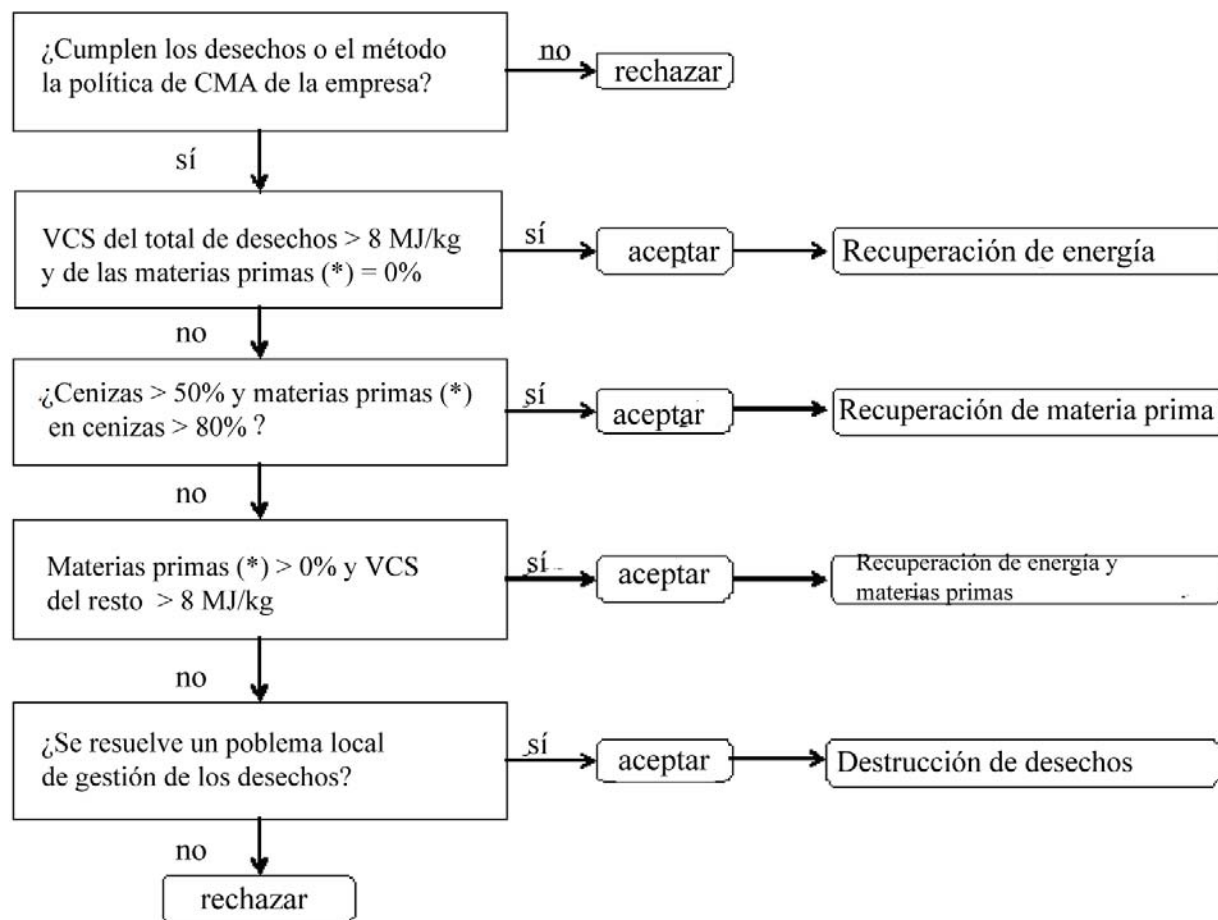 ¿Cumplen los desechos o el método
la política de CMA de la empresa?
no
rechazar
sí
VCS del total de desechos > 8 MJ/kg
y de las materias primas (*) = 0%
sí
aceptar
Recuperación de energía
no
¿Cenizas > 50% y materias primas (*)
en cenizas > 80% ?
sí
aceptar
Recuperación de materia prima
no
Materias primas (*) > 0% y VCS
del resto > 8 MJ/kg
sí
aceptar
Recuperación de energía y
materias primas
no
¿Se resuelve un poblema local
de gestión de los desechos?
sí
aceptar
Destrucción de desechos
no
rechazar